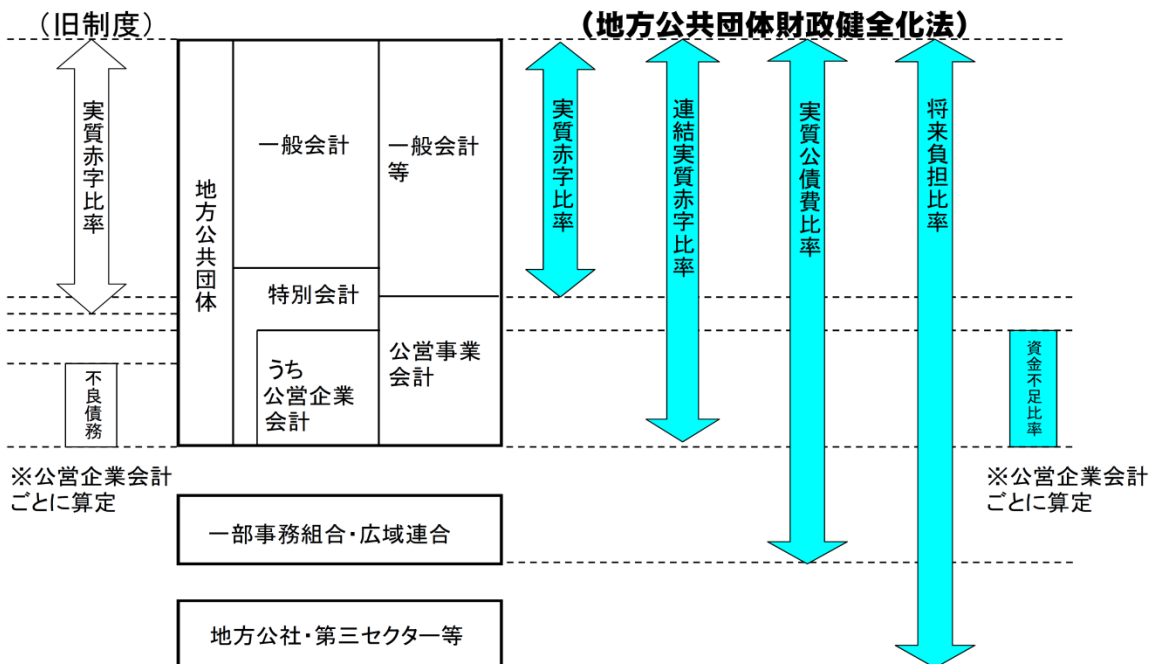 (旧制度)
(地方公共団体財政健全化法)
実質赤字比率
不良債務
※公営企業会計
ごとに算定
地方公共団体
一般会計
一般会計
等
特別会計
うち
公営企業
会計
公営事業
会計
一部事務組合・広域連合
地方公社・第三セクター等
実質赤字比率
連結実質赤字比率
実質公債費比率
将来負担比率
資金不足比率
※公営企業会計
ごとに算定